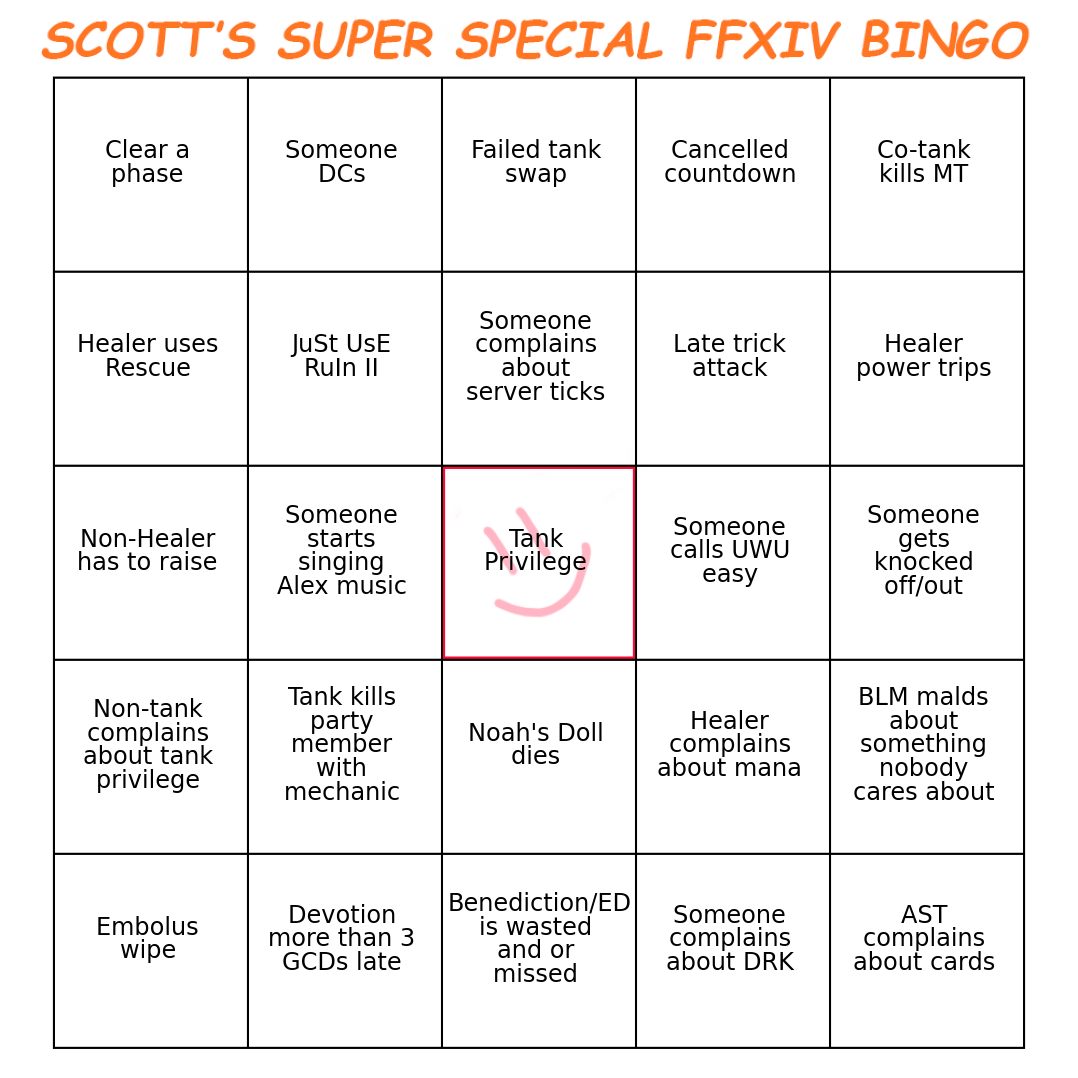 SCOTT'S SUPER SPECIAL FFXIV BINGO
Clear a
phase
Someone
DCs
Failed tank
swap
Cancelled
countdown
Co-tank
kills MT
Healer uses
Rescue
JuSt UsE
RuIn II
Someone
complains
about
server ticks
Late trick
attack
Healer
power trips
Non-Healer
has to raise
Someone
starts
singing
Alex music
Tank
Privilege
Someone
calls UWU
easy
Someone
gets
knocked
off/out
Non-tank
complains
about tank
privilege
Tank kills
party
member
with
mechanic
Noah's Doll
dies
Healer
complains
about mana
BLM malds
about
something
nobody
cares about
Embolus
wipe
Devotion
more than 3
GCDs late
Benediction/ED
is wasted
and or
missed
Someone
complains
about DRK
AST
complains
about cards